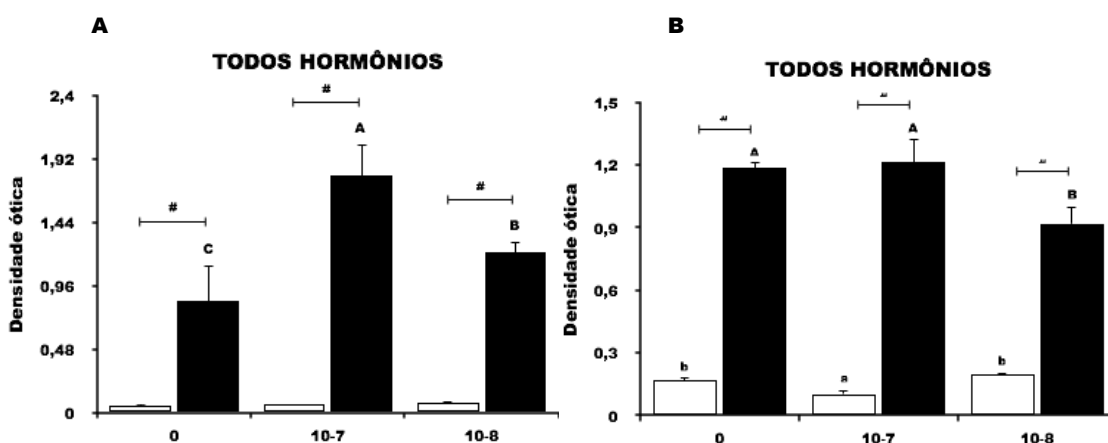 A
TODOS HORMÔNIOS
Densidade ótica
2,4
1,92
1,44
0,96
0,48
0
#
C
#
A
#
B
0
10-7
10-8
B
TODOS HORMÔNIOS
Densidade ótica
1,5
1,2
0,9
0,6
0,3
0
b
#
A
a
#
A
b
#
B
0
10-7
10-8